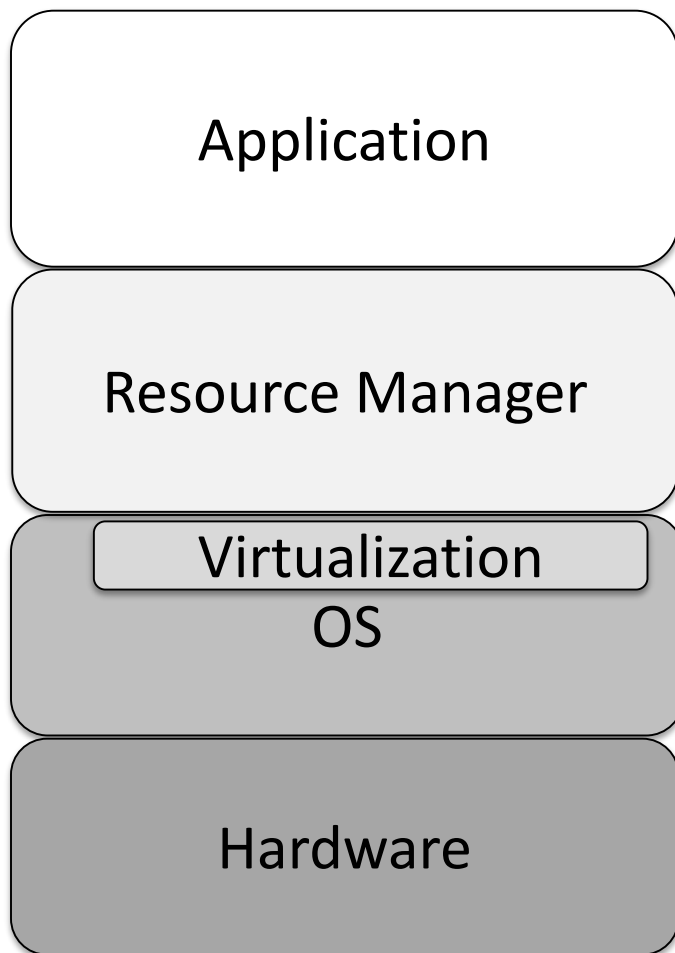 Application
Resource Manager
Virtualization
OS
Hardware